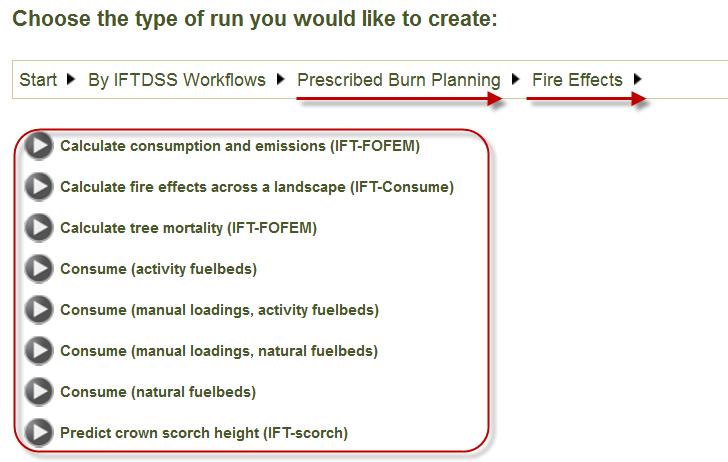 Choose the type of run you would like to create:
Start By IFTDSS Workflows Prescribed Burn Planning Fire Effects
Calculate consumption and emissions (IFT-FOFEM)
Calculate fire effects across a landscape (IFT-Consume)
Calculate tree mortality (IFT-FOFEM)
Consume (activity fuelbeds)
Consume (manual loadings, activity fuelbeds)
Consume (manual loadings, natural fuelbeds)
Consume (natural fuelbeds)
Predict crown scorch height (IFT-scorch)